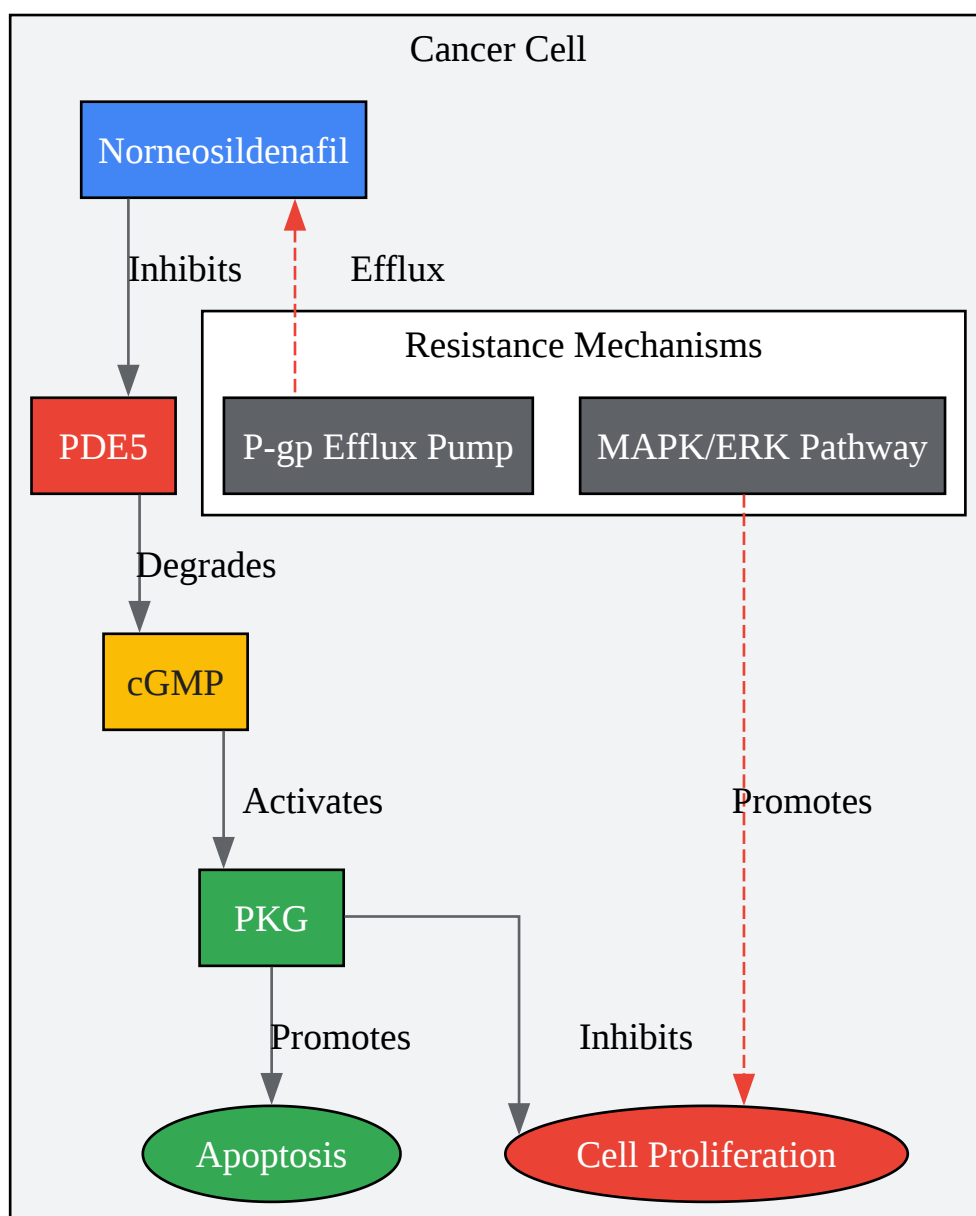 Cancer Cell
Norneosildenafil
Inhibits
Efflux
Resistance Mechanisms
PDE5
P-gp Efflux Pump
MAPK/ERK Pathway
Degrades
cGMP
Activates
Promotes
PKG
Promotes
Inhibits
Apoptosis
Cell Proliferation